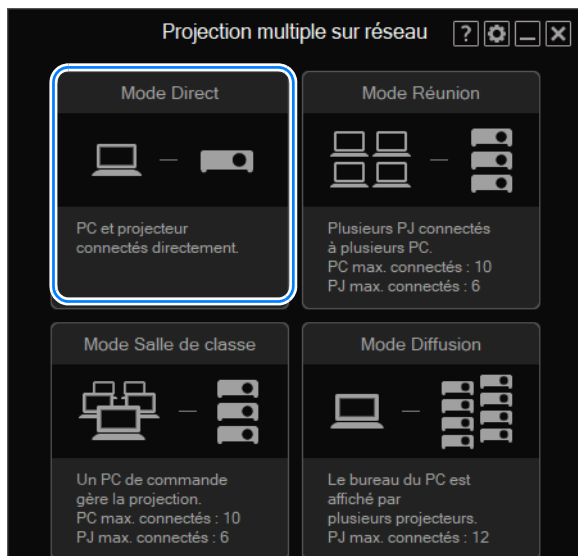 Projection multiple sur réseau
?
Mode Direct
PC et projecteur
connectés directement.
Mode Réunion
Plusieurs PJ connectés
à plusieurs PC.
PC max. connectés : 10
PJ max. connectés : 6
Mode Salle de classe
Un PC de commande
gère la projection.
PC max. connectés : 10
PJ max. connectés : 6
Mode Diffusion
Le bureau du PC est
affiché par
plusieurs projecteurs.
PJ max. connectés : 12